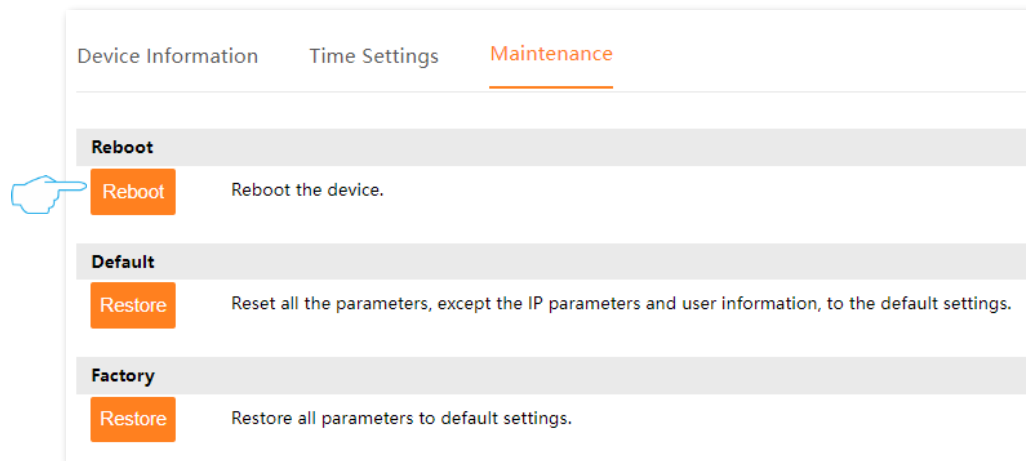 Device Information Time Settings Maintenance
Reboot
Reboot Reboot the device.
Default
Restore Reset all the parameters, except the IP parameters and user information, to the default settings.
Factory
Restore Restore all parameters to default settings.